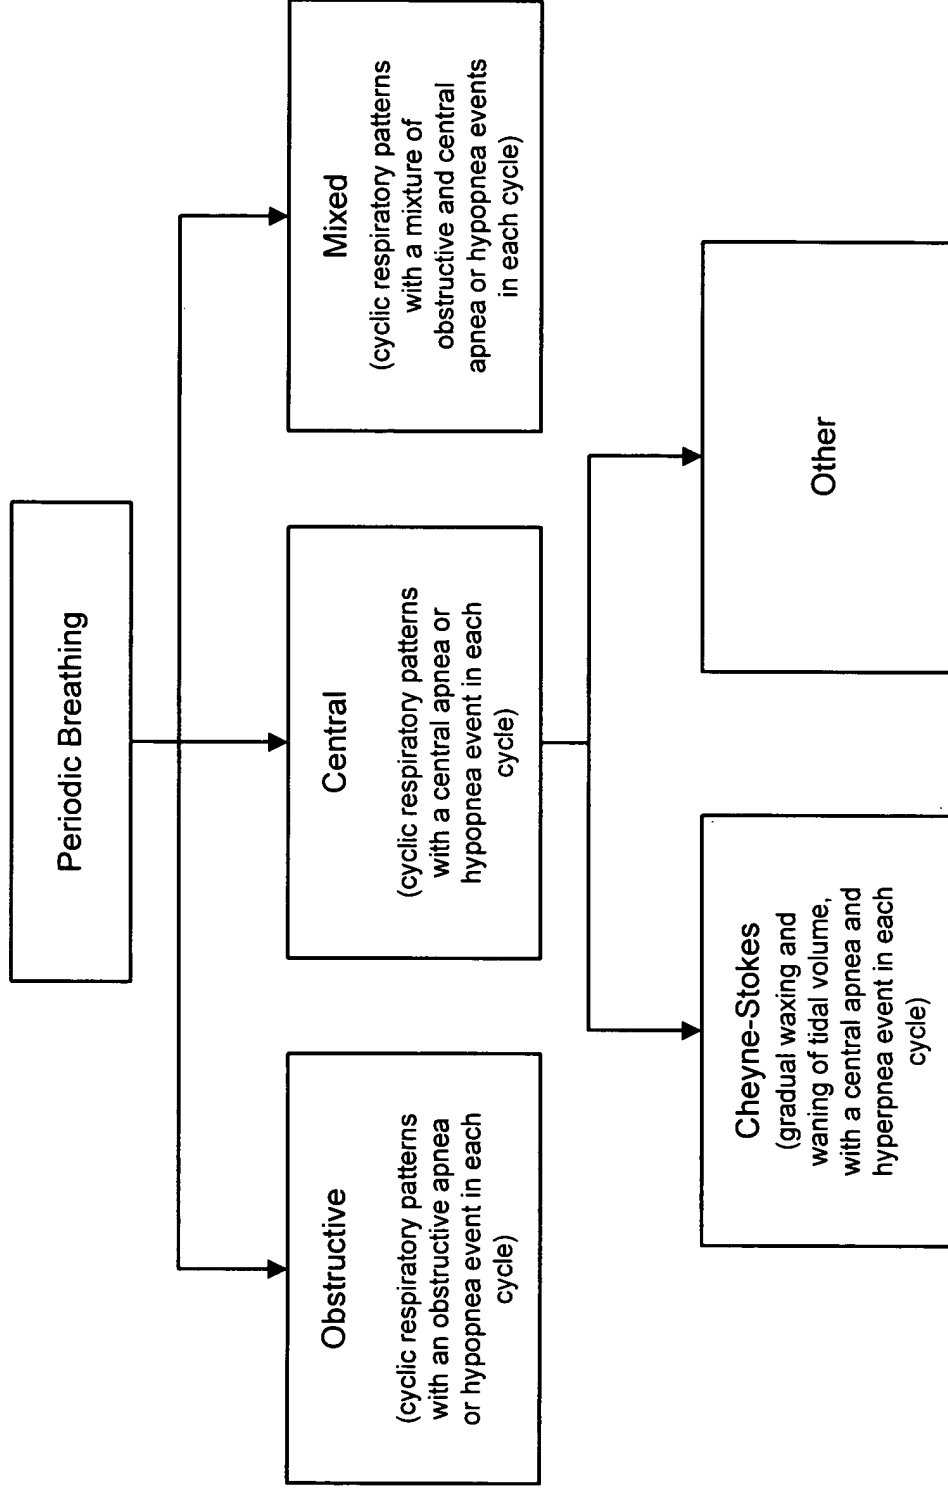 Periodic Breathing
Obstructive
(cyclic respiratory patterns
with an obstructive apnea
or hypopnea event in each
cycle)
Central
(cyclic respiratory patterns
with a central apnea or
hypopnea event in each
cycle)
Mixed
(cyclic respiratory patterns
with a mixture of
obstructive and central
apnea or hypopnea events
in each cycle)
Cheyne-Stokes
(gradual waxing and
waning of tidal volume,
with a central apnea and
hyperpnea event in each
cycle)
Other